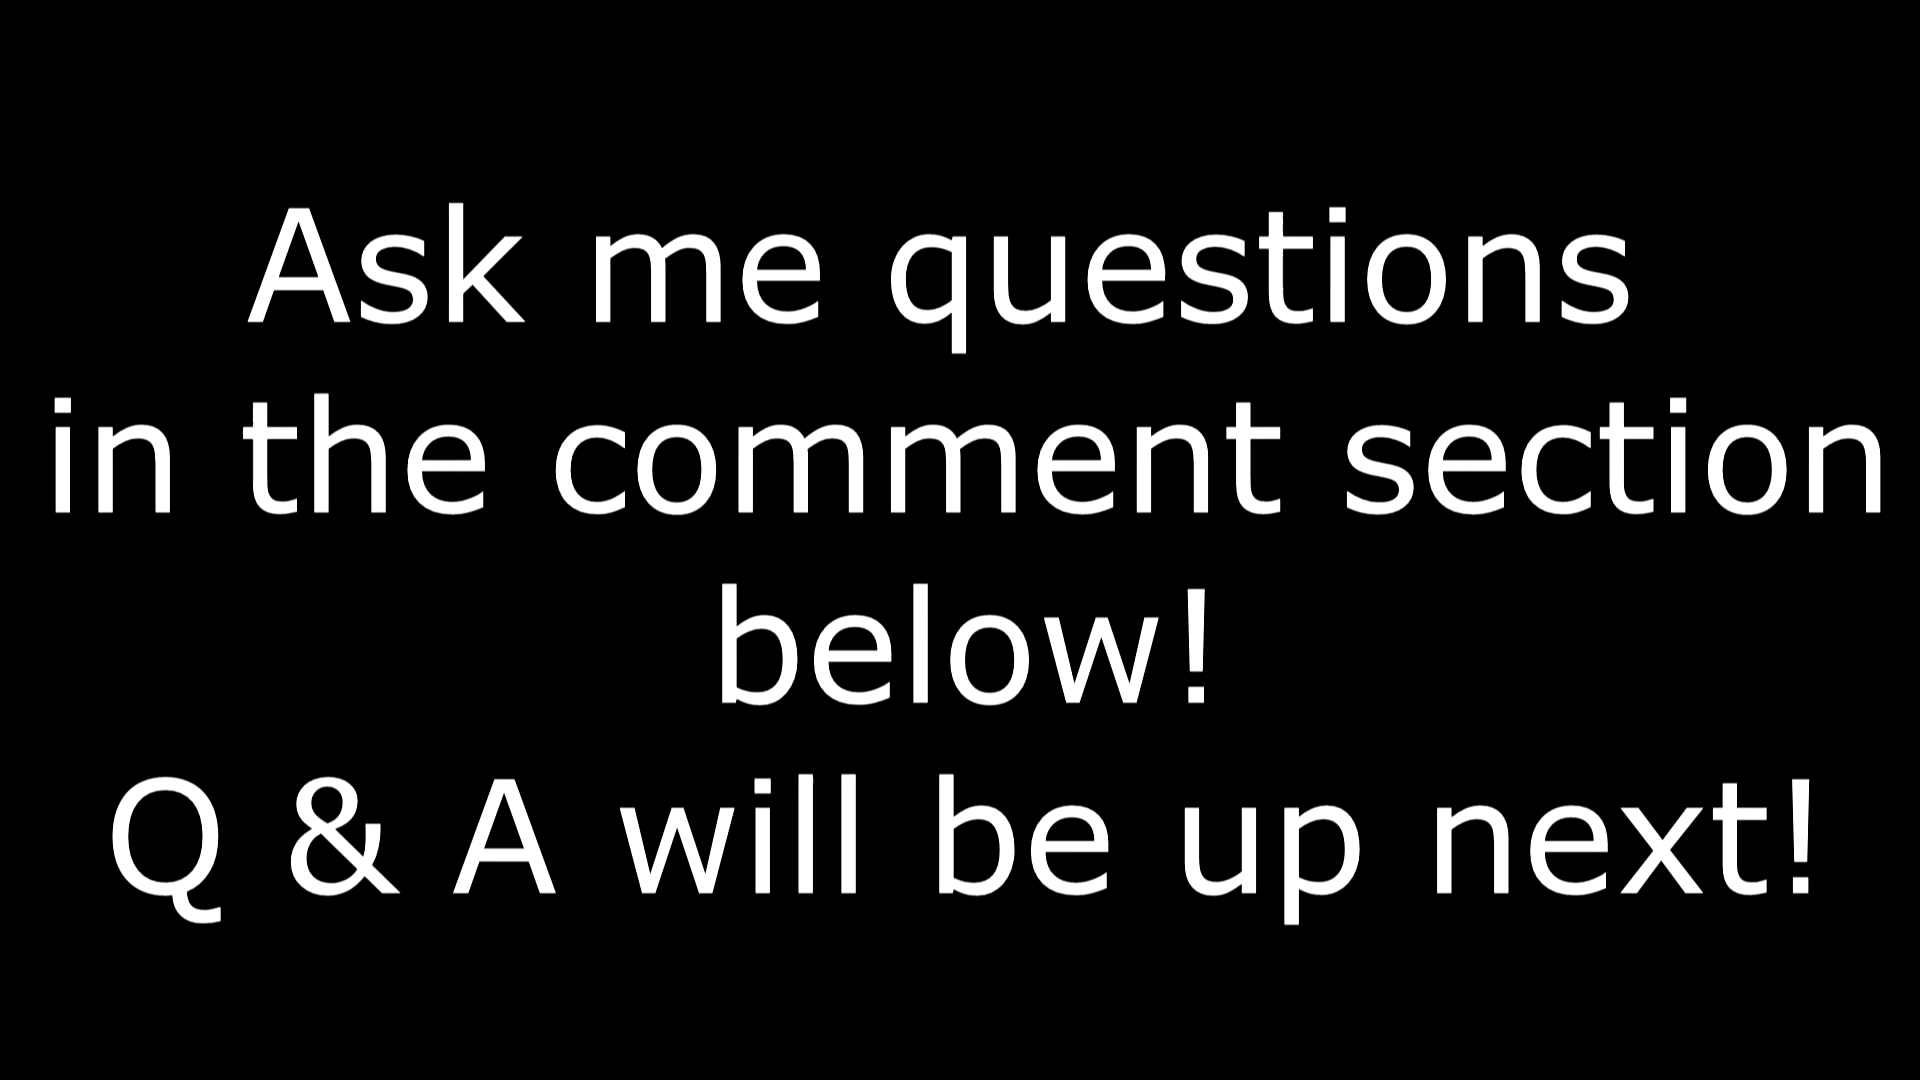 Ask me questions
in the comment section
below!
Q & A will be up next!